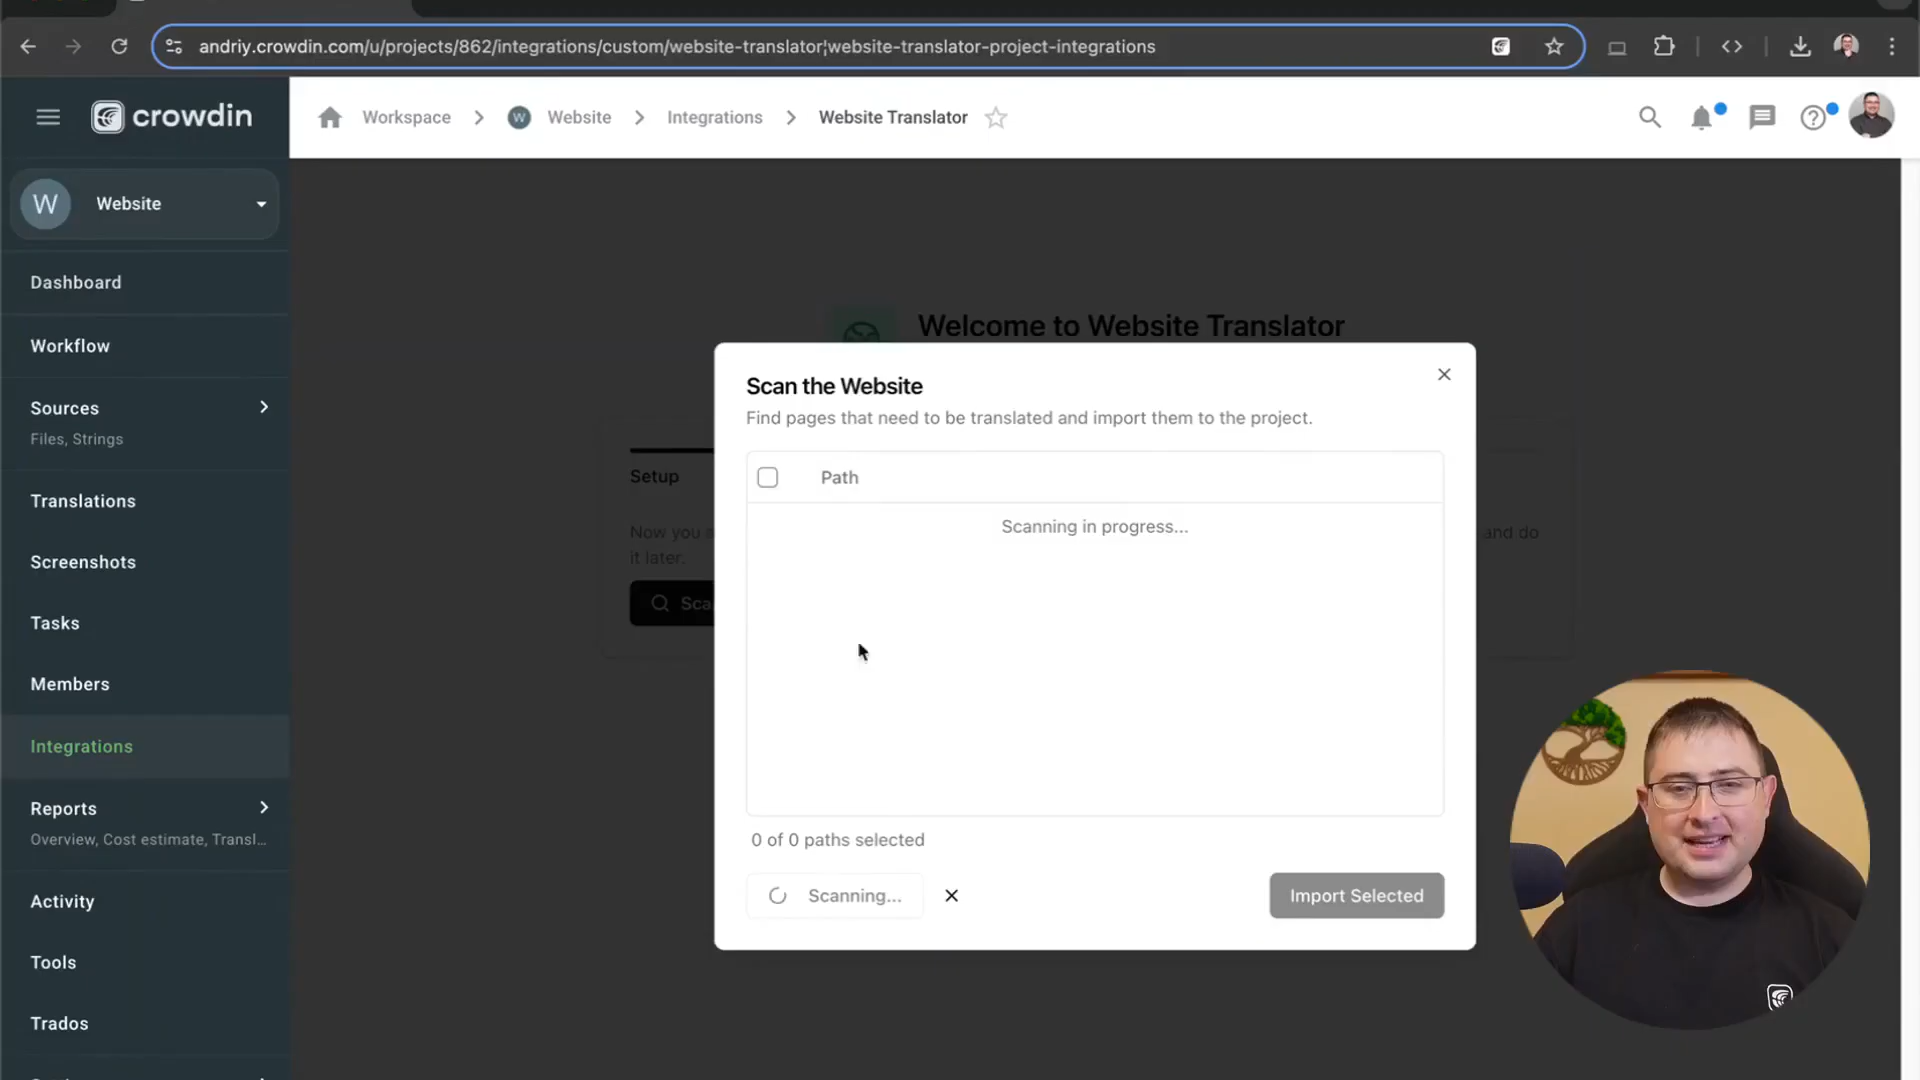 andriy.crowdin.com/u/projects/862/integrations/custom/website-translator¦website-translator-project-integrations
crowdin
Workspace
W
Website
Integrations
Website Translator
W
Website
Dashboard
Workflow
Sources
Files, Strings
Translations
Screenshots
Tasks
Members
Integrations
Reports
Overview, Cost estimate, Transl...
Activity
Tools
Trados
Welcome to Website Translator
Setup
Now you a
and do
it later.
Sca
Scan the Website
Find pages that need to be translated and import them to the project.
Path
Scanning in progress...
0 of 0 paths selected
Scanning...
Import Selected